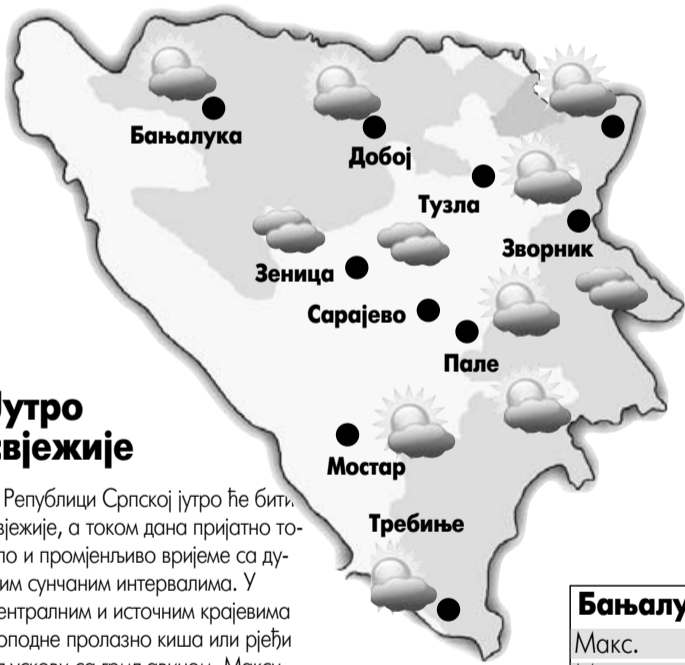 Бањалука
Добој
Тузла
Зворник
Зеница
Сарајево
Пале
Мостар
Требиње
Јутро
свјежије
Републици Српској јутро ће бити
свјежије, а током дана пријатно то-
ло и промјенљиво вријеме са ду-
жим сунчаним интервалима. У
централним и источним крајевима
поподне пролазно киша или рјеђи
са
Бањалу
Макс.